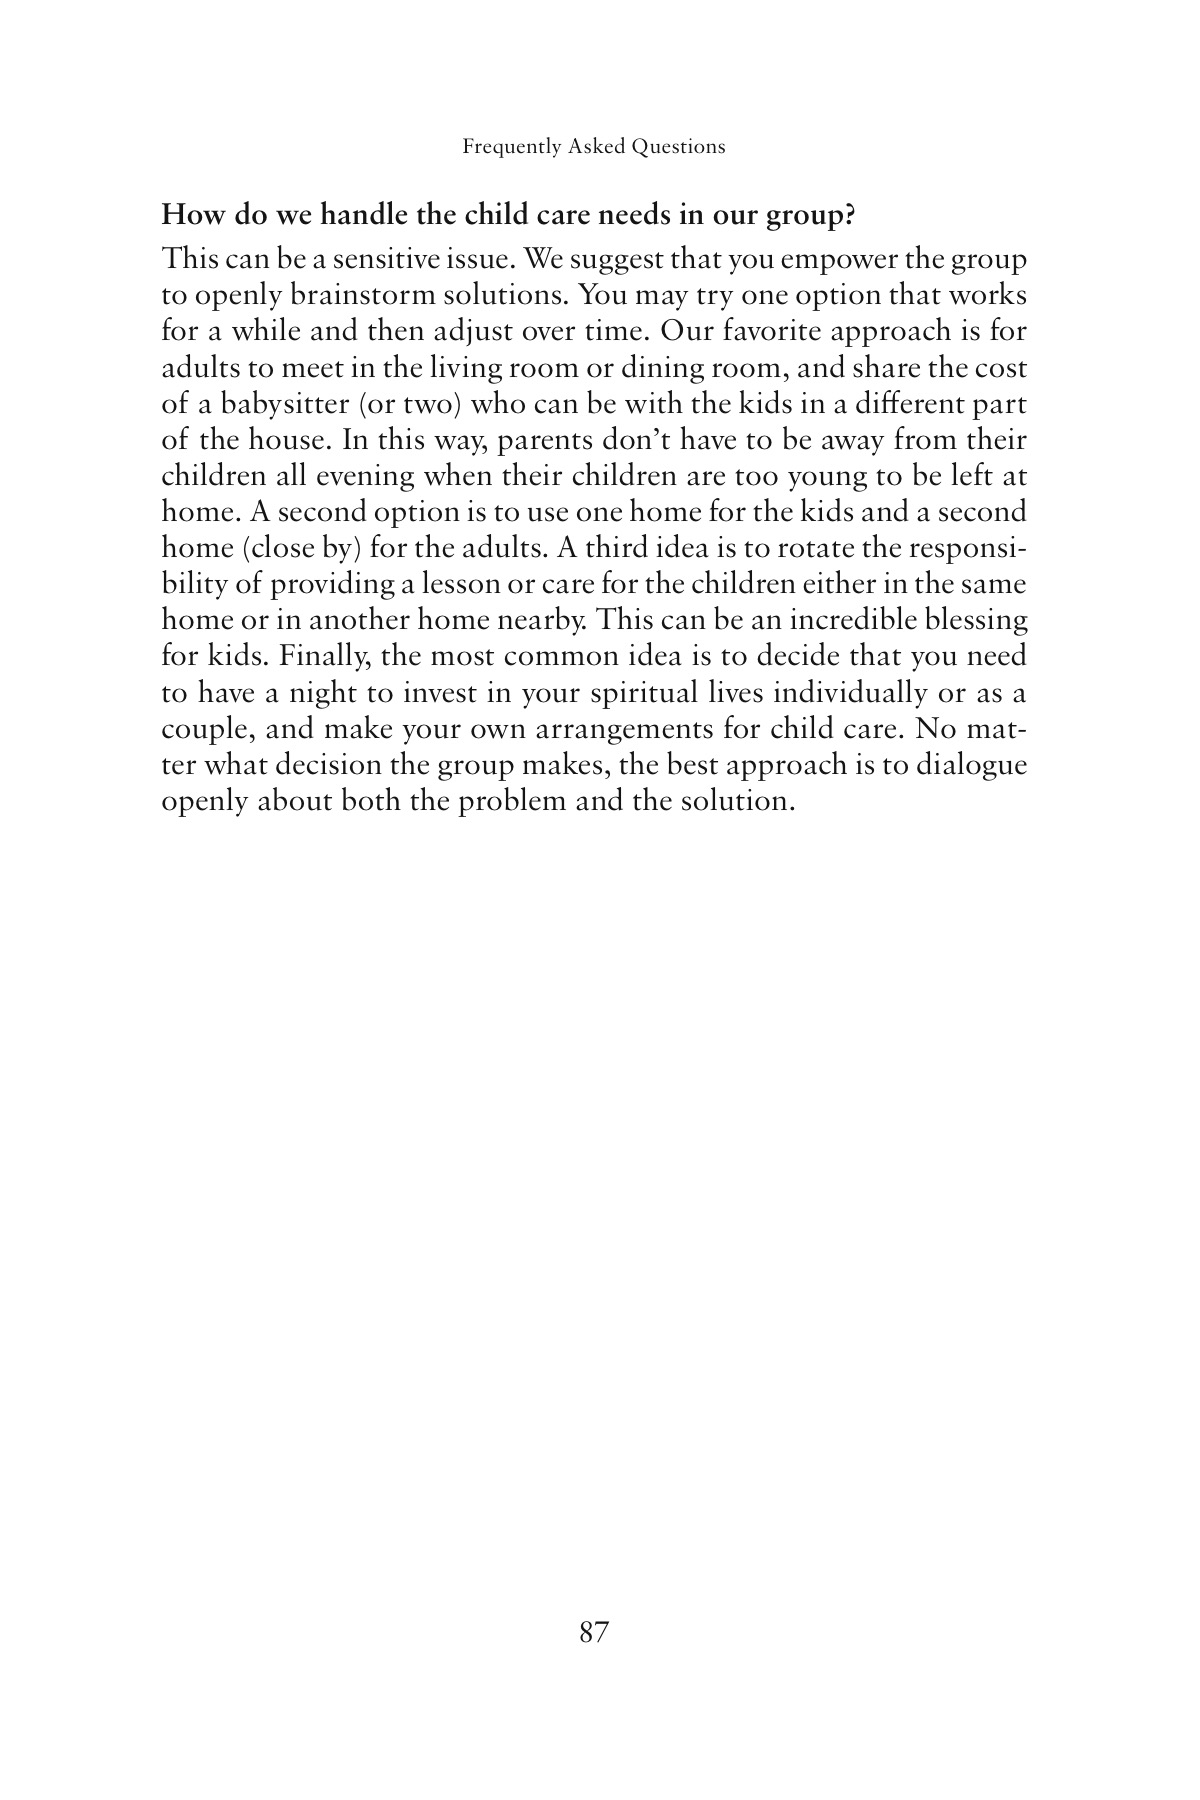 Frequently Asked Questions
How do we handle the child care needs in our group?
This can be a sensitive issue. We suggest that you empower the group
to openly brainstorm solutions. You may try one option that works
for a while and then adjust over time. Our favorite approach is for
adults to meet in the living room or dining room, and share the cost
of a babysitter (or two) who can be with the kids in a different part
of the house. In this way, parents don’t have to be away from their
children all evening when their children are too young to be left at
home. A second option is to use one home for the kids and a second
home (close by) for the adults. A third idea is to rotate the responsi-
bility of providing a lesson or care for the children either in the same
home or in another home nearby. This can be an incredible blessing
for kids. Finally, the most common idea is to decide that you need
to have a night to invest in your spiritual lives individually or as a
couple, and make your own arrangements for child care. No mat-
ter what decision the group makes, the best approach is to dialogue
openly about both the problem and the solution.
87